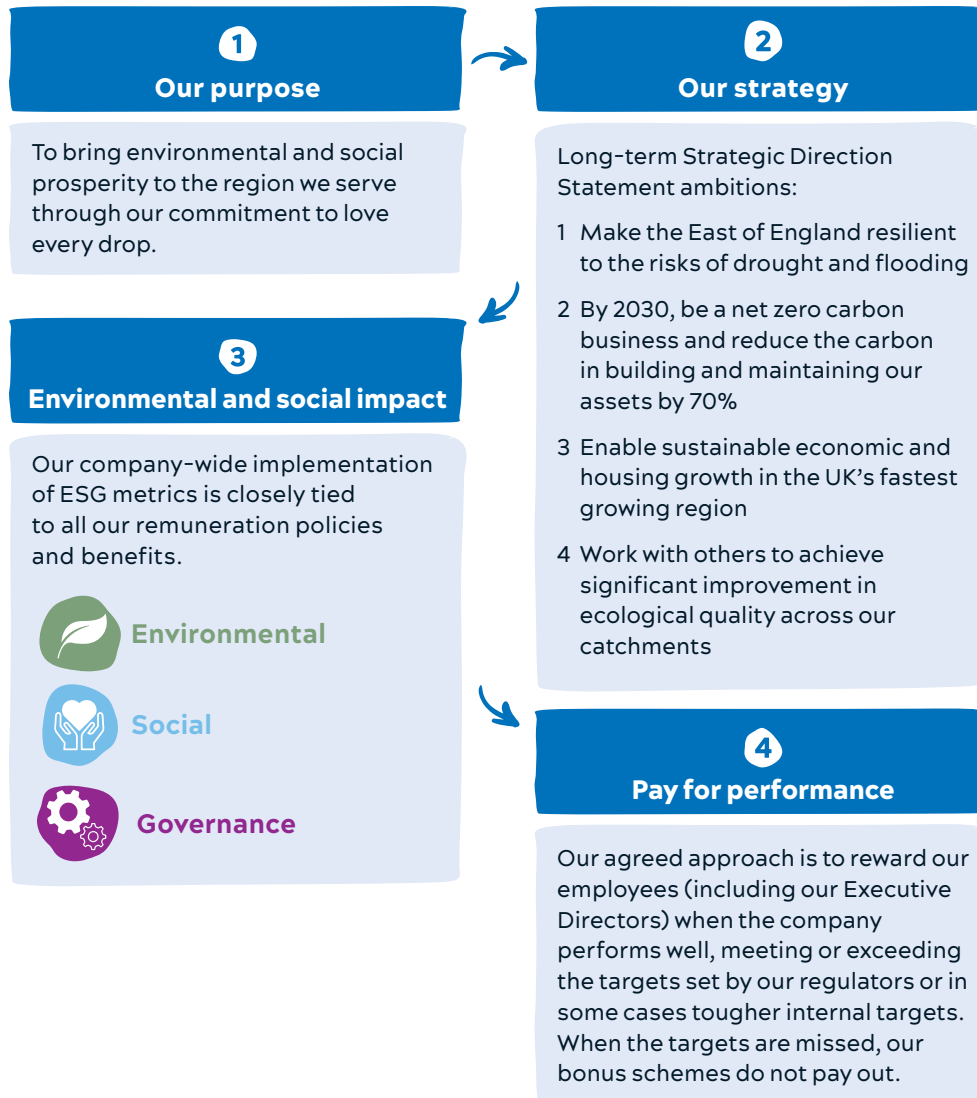 1
Our purpose
To bring environmental and social
prosperity to the region we serve
through our commitment to love
every drop.
2
Our strategy
Long-term Strategic Direction
Statement ambitions:
1 Make the East of England resilient
to the risks of drought and flooding
2 By 2030, be a net zero carbon
business and reduce the carbon
in building and maintaining our
assets by 70%
3 Enable sustainable economic and
housing growth in the UK's fastest
growing region
4 Work with others to achieve
significant improvement in
ecological quality across our
catchments
3
Environmental and social impact
Our company-wide implementation
of ESG metrics is closely tied
to all our remuneration policies
and benefits.
Environmental
Social
Governance
4
Pay for performance
Our agreed approach is to reward our
employees (including our Executive
Directors) when the company
performs well, meeting or exceeding
the targets set by our regulators or in
some cases tougher internal targets.
When the targets are missed, our
bonus schemes do not pay out.